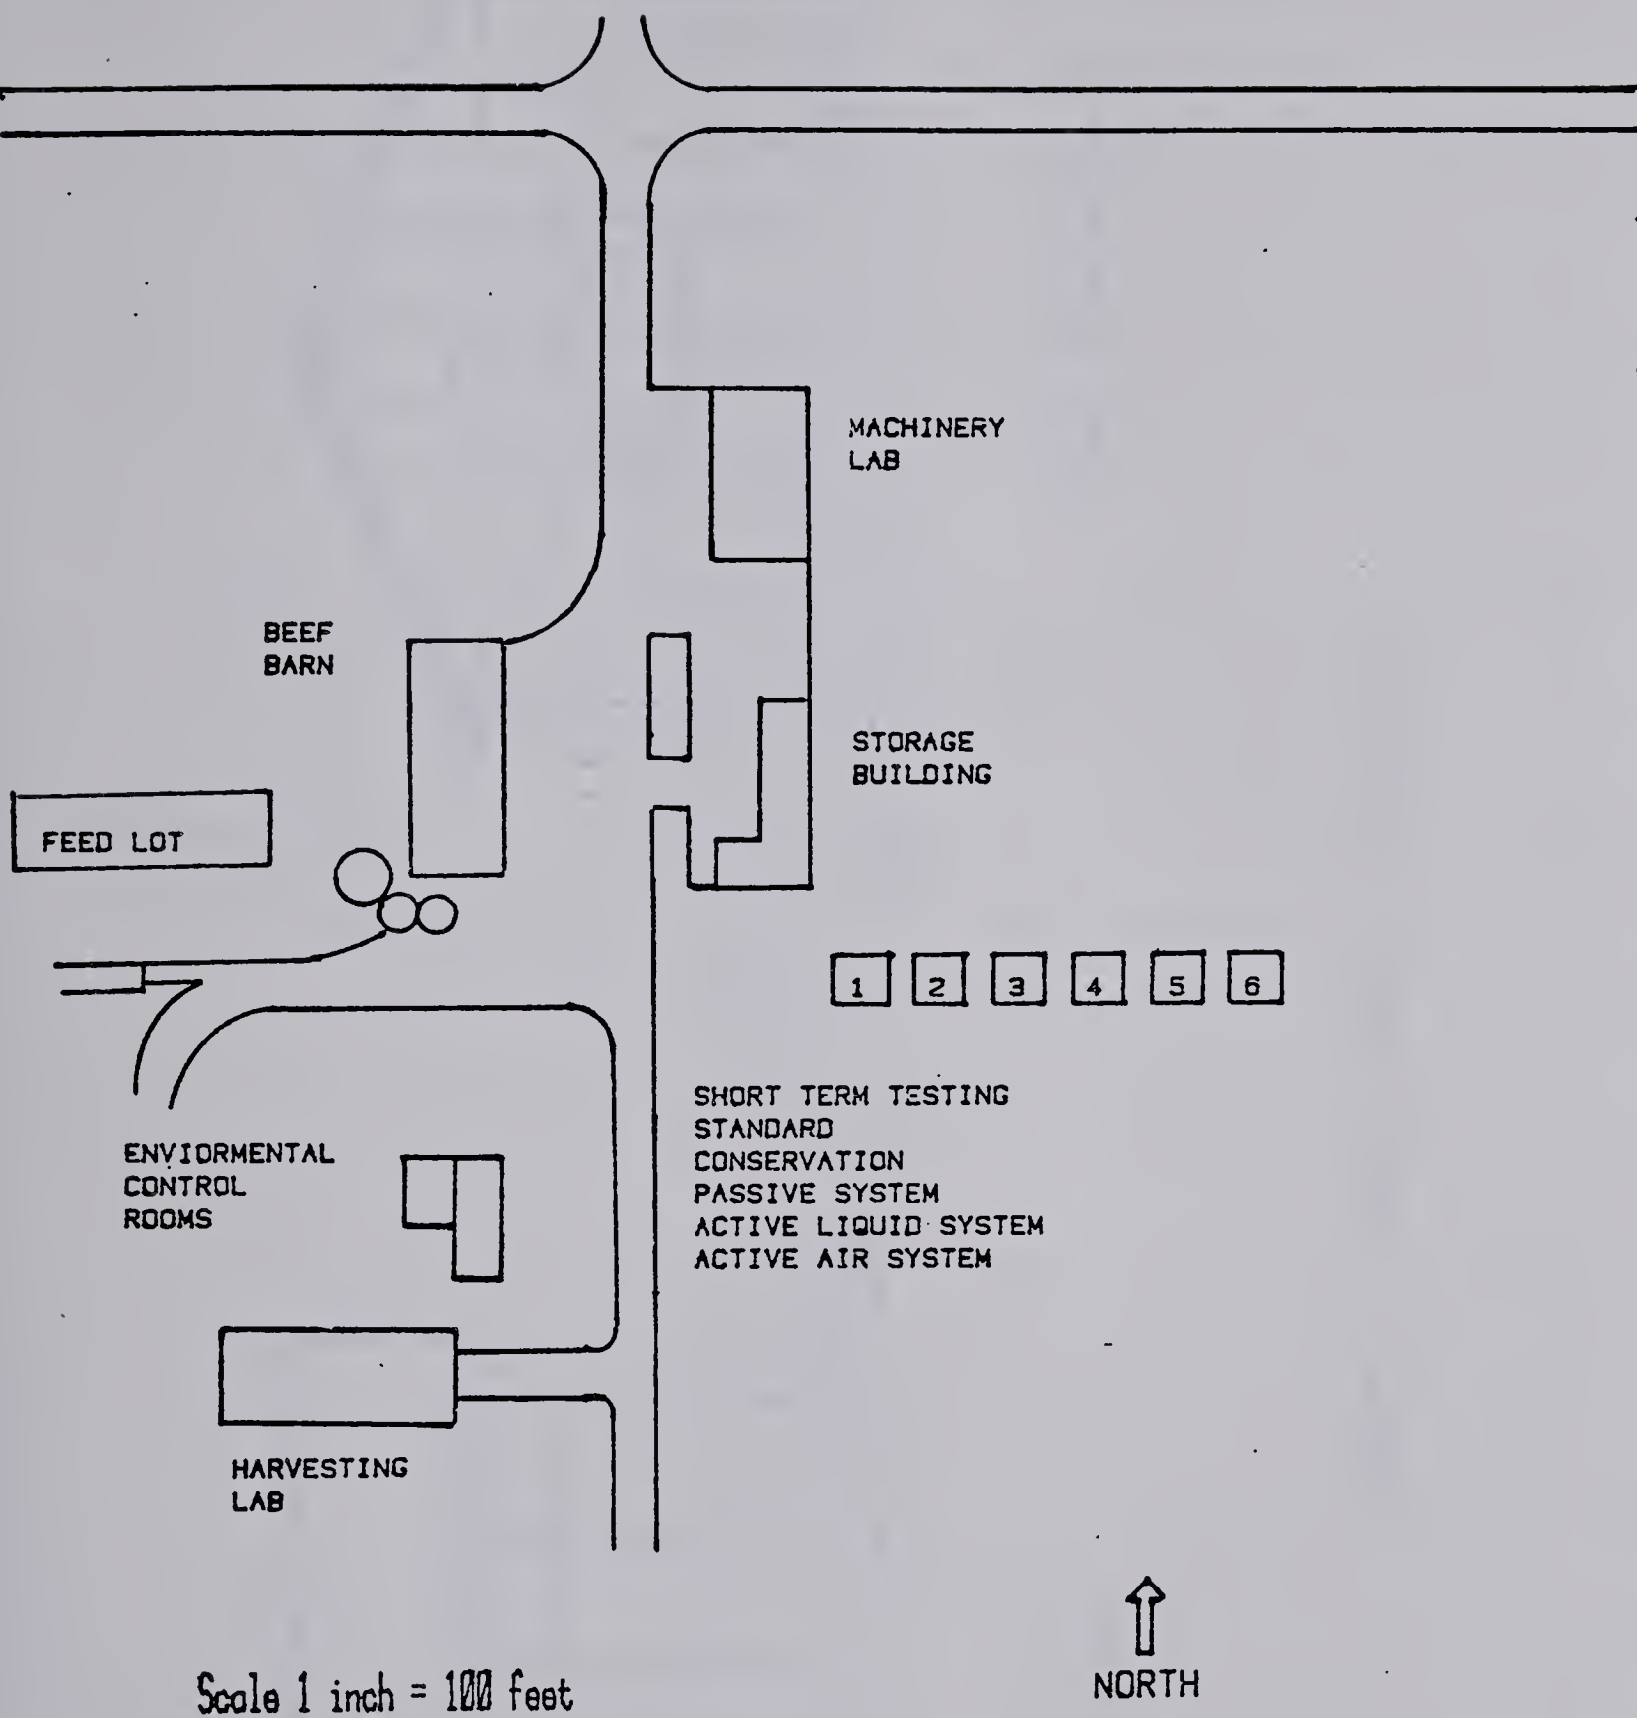 MACHINERY
LAB
BEEF
BARN
STORAGE
BUILDING
FEED LOT
1 2 3 4 5 6
SHORT TERM TESTING
STANDARD
CONSERVATION
PASSIVE SYSTEM
ACTIVE LIQUID SYSTEM
ACTIVE AIR SYSTEM
ENVIORMENTAL
CONTROL
ROOMS
HARVESTING
LAB
NORTH
Scale 1 inch = 100 feet